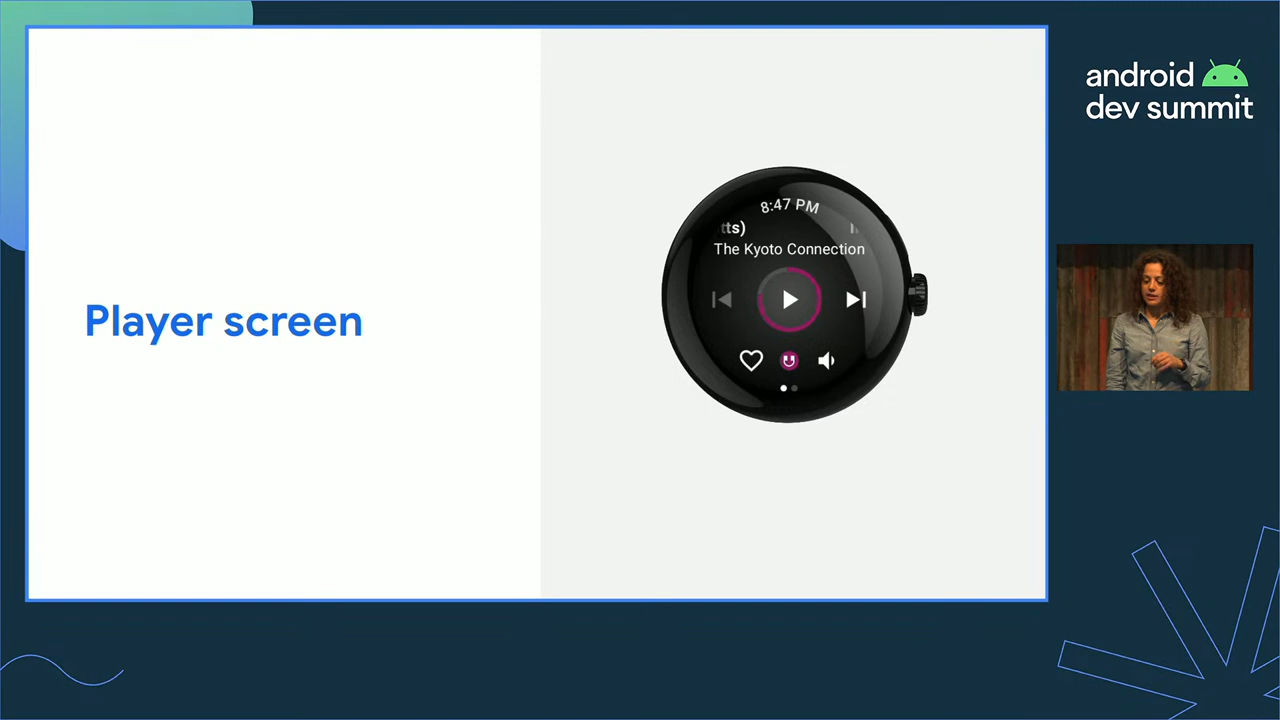 Player screen
8:47 PM
tts)
The Kyoto Connection
android
dev summit